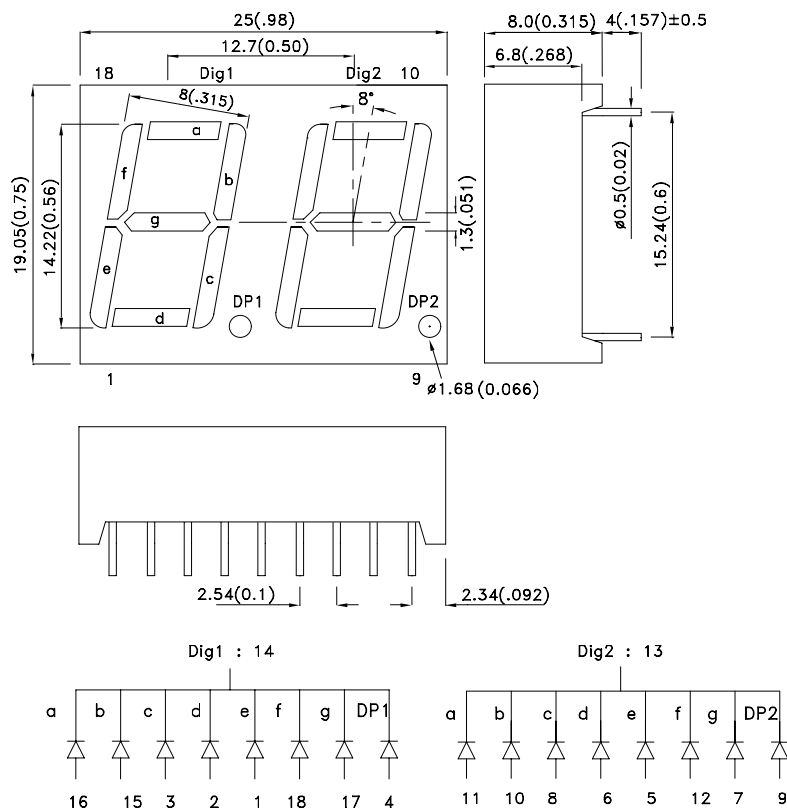 25(.98)
8.0(0.315)
4(.157)±0.5
12.7(0.50)
6.8(.268)
18
Dig1
Dig2
10
8(.315)
8°
a
f
b
g
e
c
d
DP1
DP2
19.05(0.75)
14.22(0.56)
1.3(.051)
ø0.5(0.02)
15.24(0.6)
1
9
ø1.68(0.066)
2.54(0.1)
2.34(.092)
Dig1 : 14
Dig2 : 13
a b c d e f g DP1
a b c d e f g DP2
16 15 3 2 1 18 17 4
11 10 8 6 5 12 7 9